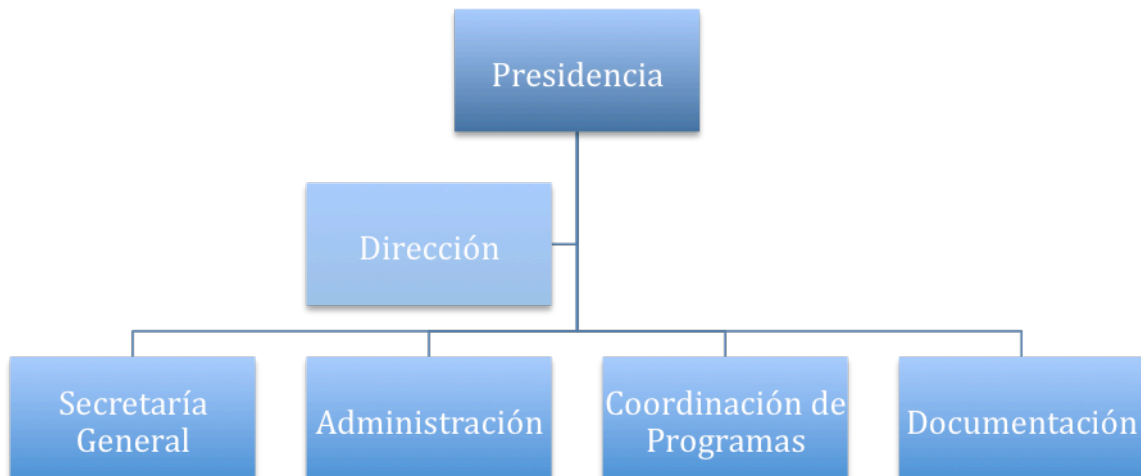 Presidencia
Dirección
Secretaría
General
Administración
Coordinación de
Programas
Documentación